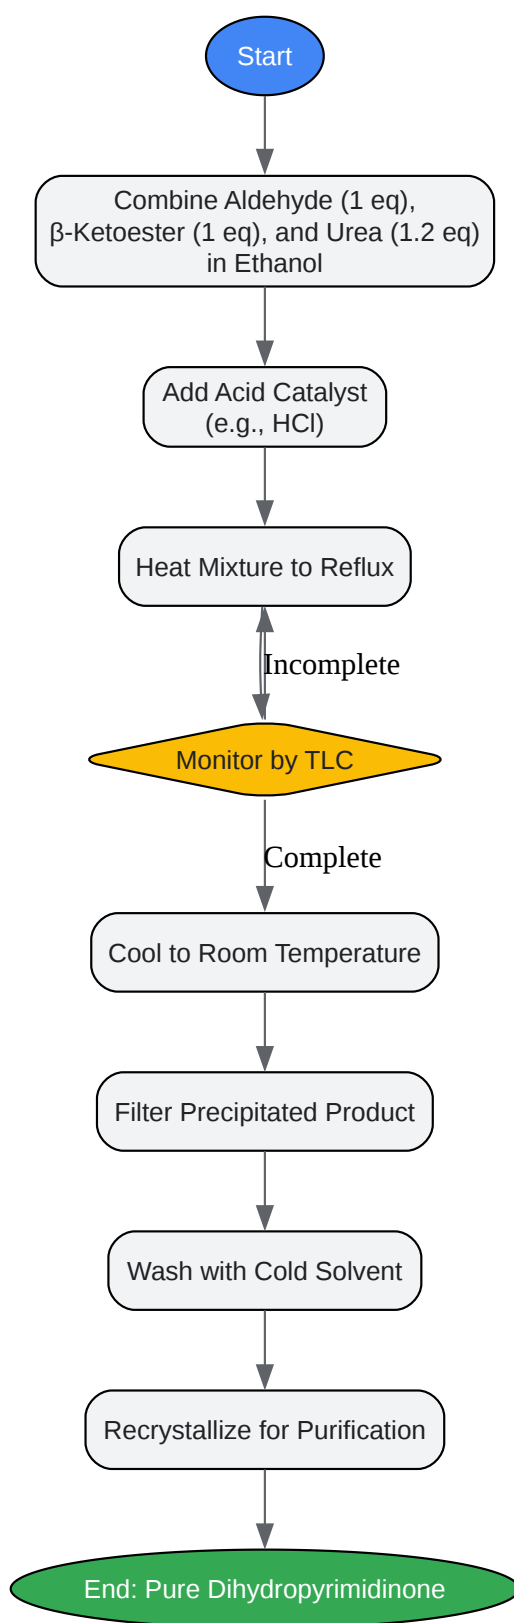 Start
Combine Aldehyde (1 eq),
β-Ketoester (1 eq), and Urea (1.2 eq)
in Ethanol
Add Acid Catalyst
(e.g., HCl)
Heat Mixture to Reflux
Incomplete
Monitor by TLC
Complete
Cool to Room Temperature
Filter Precipitated Product
Wash with Cold Solvent
Recrystallize for Purification
End: Pure Dihydropyrimidinone